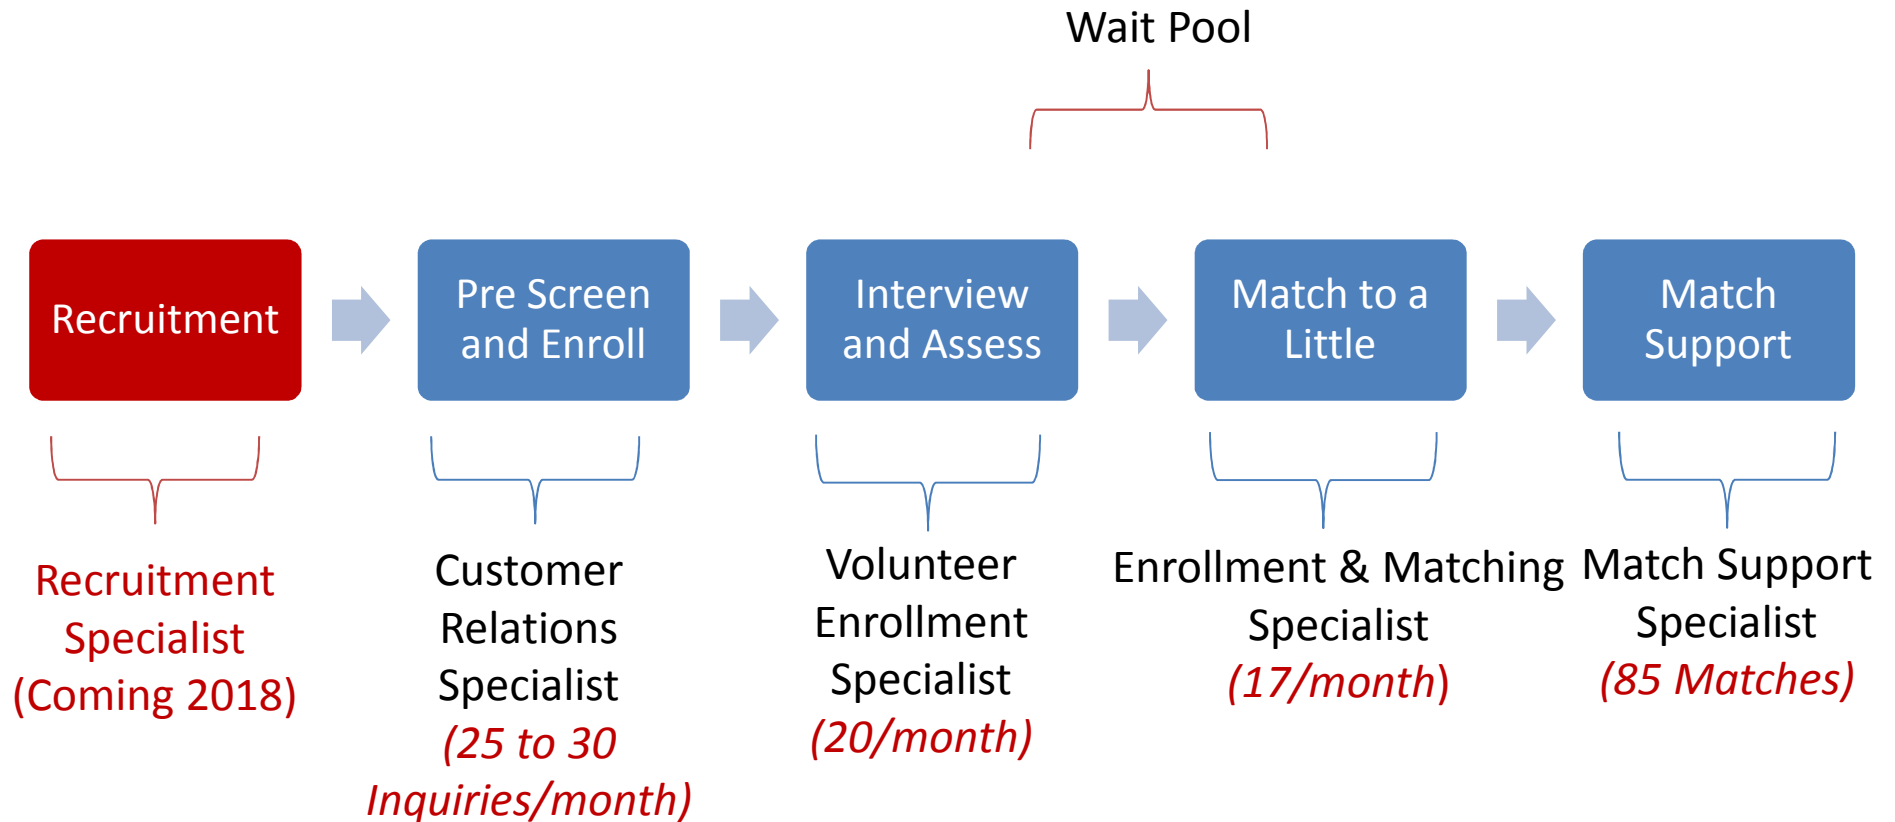 Wait Pool
Recruitment
Pre Screen
and Enroll
Interview
and Assess
Match to a
Little
Match
Support
Recruitment
Specialist
(Coming 2018)
Customer
Relations
Specialist
(25 to 30
Inquiries/month)
Volunteer
Enrollment
Specialist
(20/month)
Enrollment & Matching
Specialist
(17/month)
Match Support
Specialist
(85 Matches)